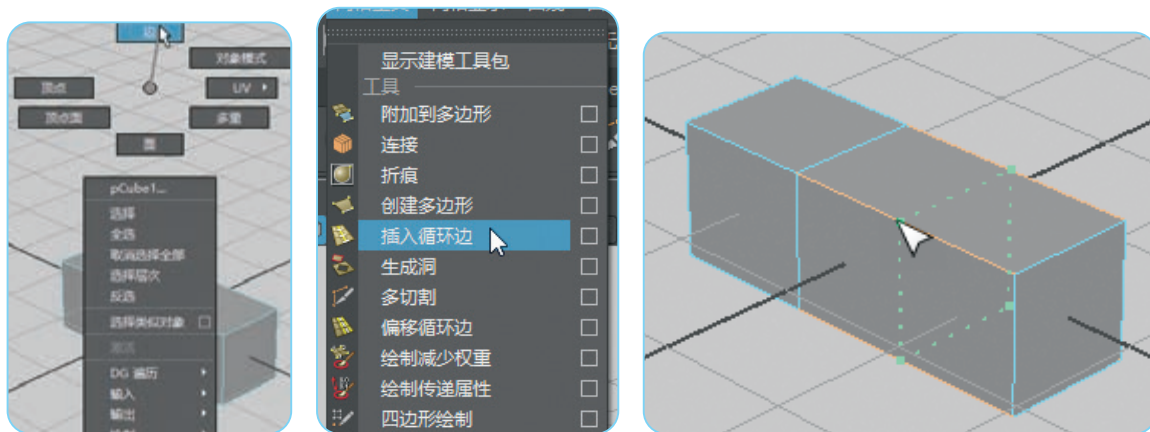 边
对象模式
顶点
UV
顶点面
多重
面
pCube1...
选择
全选
取消选择全部
选择层次
反选
选择类似对象
DG 遍历
输入
输出
显示建模工具包
工具
附加到多边形
连接
折痕
创建多边形
插入循环边
生成洞
多切割
偏移循环边
绘制减少权重
绘制传递属性
四边形绘制